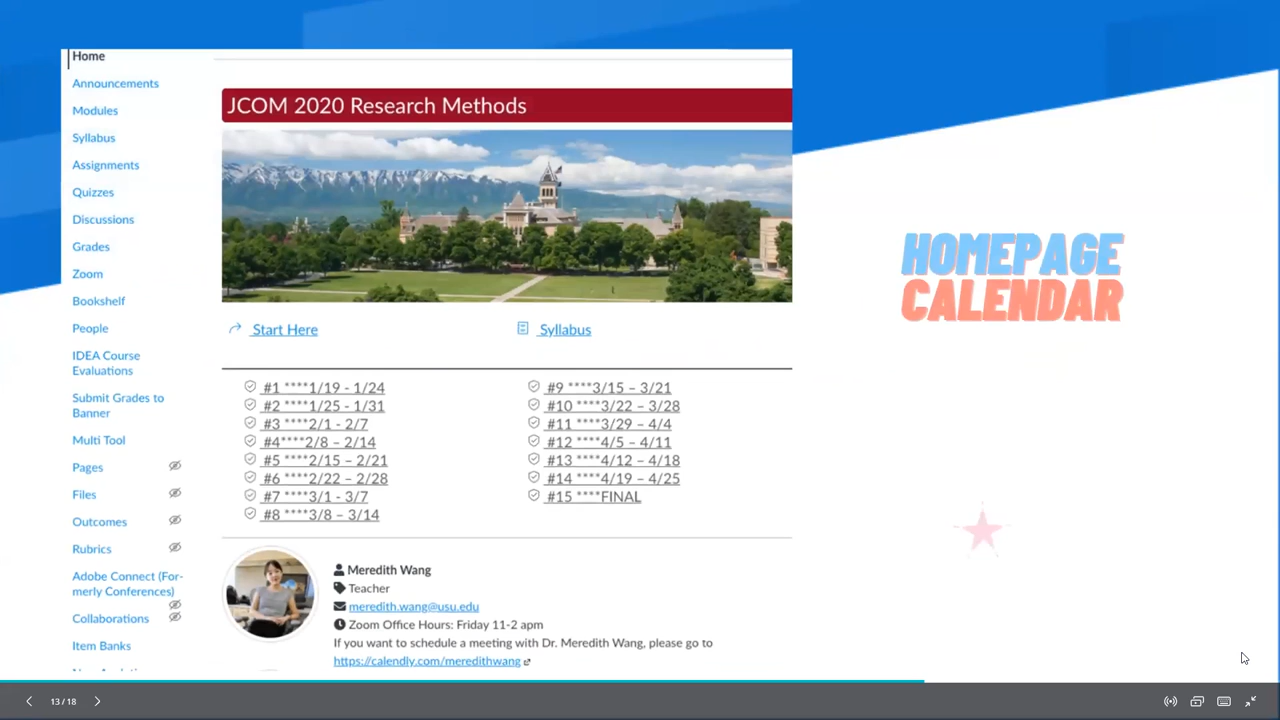 Home
Announcements
Modules
Syllabus
Assignments
Quizzes
Discussions
Grades
Zoom
Bookshelf
People
IDEA Course
Evaluations
Submit Grades to
Banner
Multi Tool
Pages
Files
Outcomes
Rubrics
Adobe Connect (For-
merly Conferences)
Collaborations
Item Banks
JCOM 2020 Research Methods
Start Here
Syllabus
#1 ****1/19 - 1/24
#2 ****1/25 - 1/31
#3 ****2/1 - 2/7
#4****2/8 – 2/14
#5 ****2/15 – 2/21
#6 ****2/22 – 2/28
#7 ****3/1 - 3/7
#8 ****3/8 – 3/14
#9 ****3/15 – 3/21
#10 ****3/22 – 3/28
#11 ****3/29 – 4/4
#12 ****4/5 – 4/11
#13 ****4/12 – 4/18
#14 ****4/19 – 4/25
#15 ****FINAL
Meredith Wang
Teacher
meredith.wang@usu.edu
Zoom Office Hours: Friday 11-2 apm
If you want to schedule a meeting with Dr. Meredith Wang, please go to
https://calendly.com/meredithwang
HOMEPAGE
CALENDAR
13 / 18